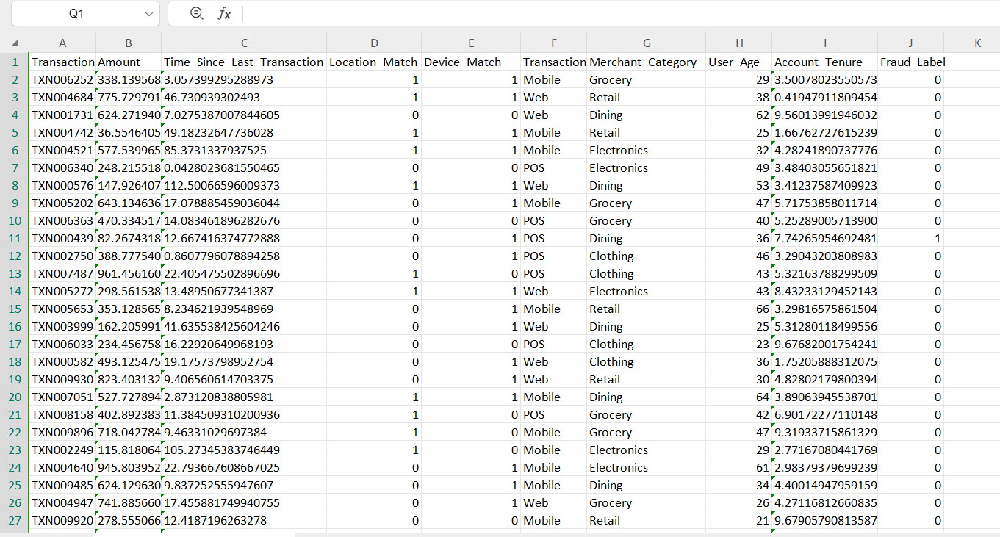 Q1 fx
A B C D E F G H I J K
1 Transaction Amount Time_Since_Last_Transaction Location_Match Device_Match Transaction Merchant_Category User_Age Account_Tenure Fraud_Label
2 TXN006252 338.139568 3.057399295288973 1 1 Mobile Grocery 29 3.50078023550573 0
3 TXN004684 775.729791 46.730939302493 1 1 Web Retail 38 0.41947911809454 0
4 TXN001731 624.271940 7.0275387007844605 0 0 Web Dining 62 9.56013991946032 0
5 TXN004742 36.5546405 49.18232647736028 1 1 Mobile Retail 25 1.66762727615239 0
6 TXN004521 577.539965 85.3731337937525 1 1 Mobile Electronics 32 4.28241890737776 0
7 TXN006340 248.215518 0.0428023681550465 0 0 POS Electronics 49 3.48403055651821 0
8 TXN000576 147.926407 112.50066596009373 1 1 Web Dining 53 3.41237587409923 0
9 TXN005202 643.134636 17.078885459036044 0 1 Mobile Grocery 47 5.71753858011714 0
10 TXN006363 470.334517 14.083461896282676 0 0 POS Grocery 40 5.25289005713900 0
11 TXN000439 82.2674318 12.667416374772888 0 1 POS Dining 36 7.74265954692481 1
12 TXN002750 388.777540 0.8607796078894258 0 1 POS Clothing 46 3.29043203808983 0
13 TXN007487 961.456160 22.405475502896696 1 0 POS Clothing 43 5.32163788299509 0
14 TXN005272 298.561538 13.48950677341387 1 1 Web Electronics 43 8.43233129452143 0
15 TXN005653 353.128565 8.234621939548969 0 1 Mobile Retail 66 3.29816575861504 0
16 TXN003999 162.205991 41.635538425604246 0 1 Web Dining 25 5.31280118499556 0
17 TXN006033 234.456758 16.22920649968193 0 0 POS Clothing 23 9.67682001754241 0
18 TXN000582 493.125475 19.17573798952754 0 1 Web Clothing 36 1.75205888312075 0
19 TXN009930 823.403132 9.406560614703375 0 1 Web Retail 30 4.82802179800394 0
20 TXN007051 527.727894 2.873120838805981 1 1 Mobile Dining 64 3.89063945538701 0
21 TXN008158 402.892383 11.384509310200936 1 0 POS Grocery 42 6.90172277110148 0
22 TXN009896 718.042784 9.46331029697384 1 0 Mobile Grocery 47 9.31933715861329 0
23 TXN002249 115.818064 105.27345383746449 1 0 Mobile Electronics 29 2.77167080441769 0
24 TXN004640 945.803952 22.793667608667025 0 1 Mobile Electronics 61 2.98379379699239 0
25 TXN009485 624.129630 9.837252555947607 0 1 Mobile Dining 34 4.40014947959159 0
26 TXN004947 741.885660 17.455881749940755 0 1 Web Grocery 26 4.27116812660835 0
27 TXN009920 278.555066 12.4187196263278 0 0 Mobile Retail 21 9.67905790813587 0